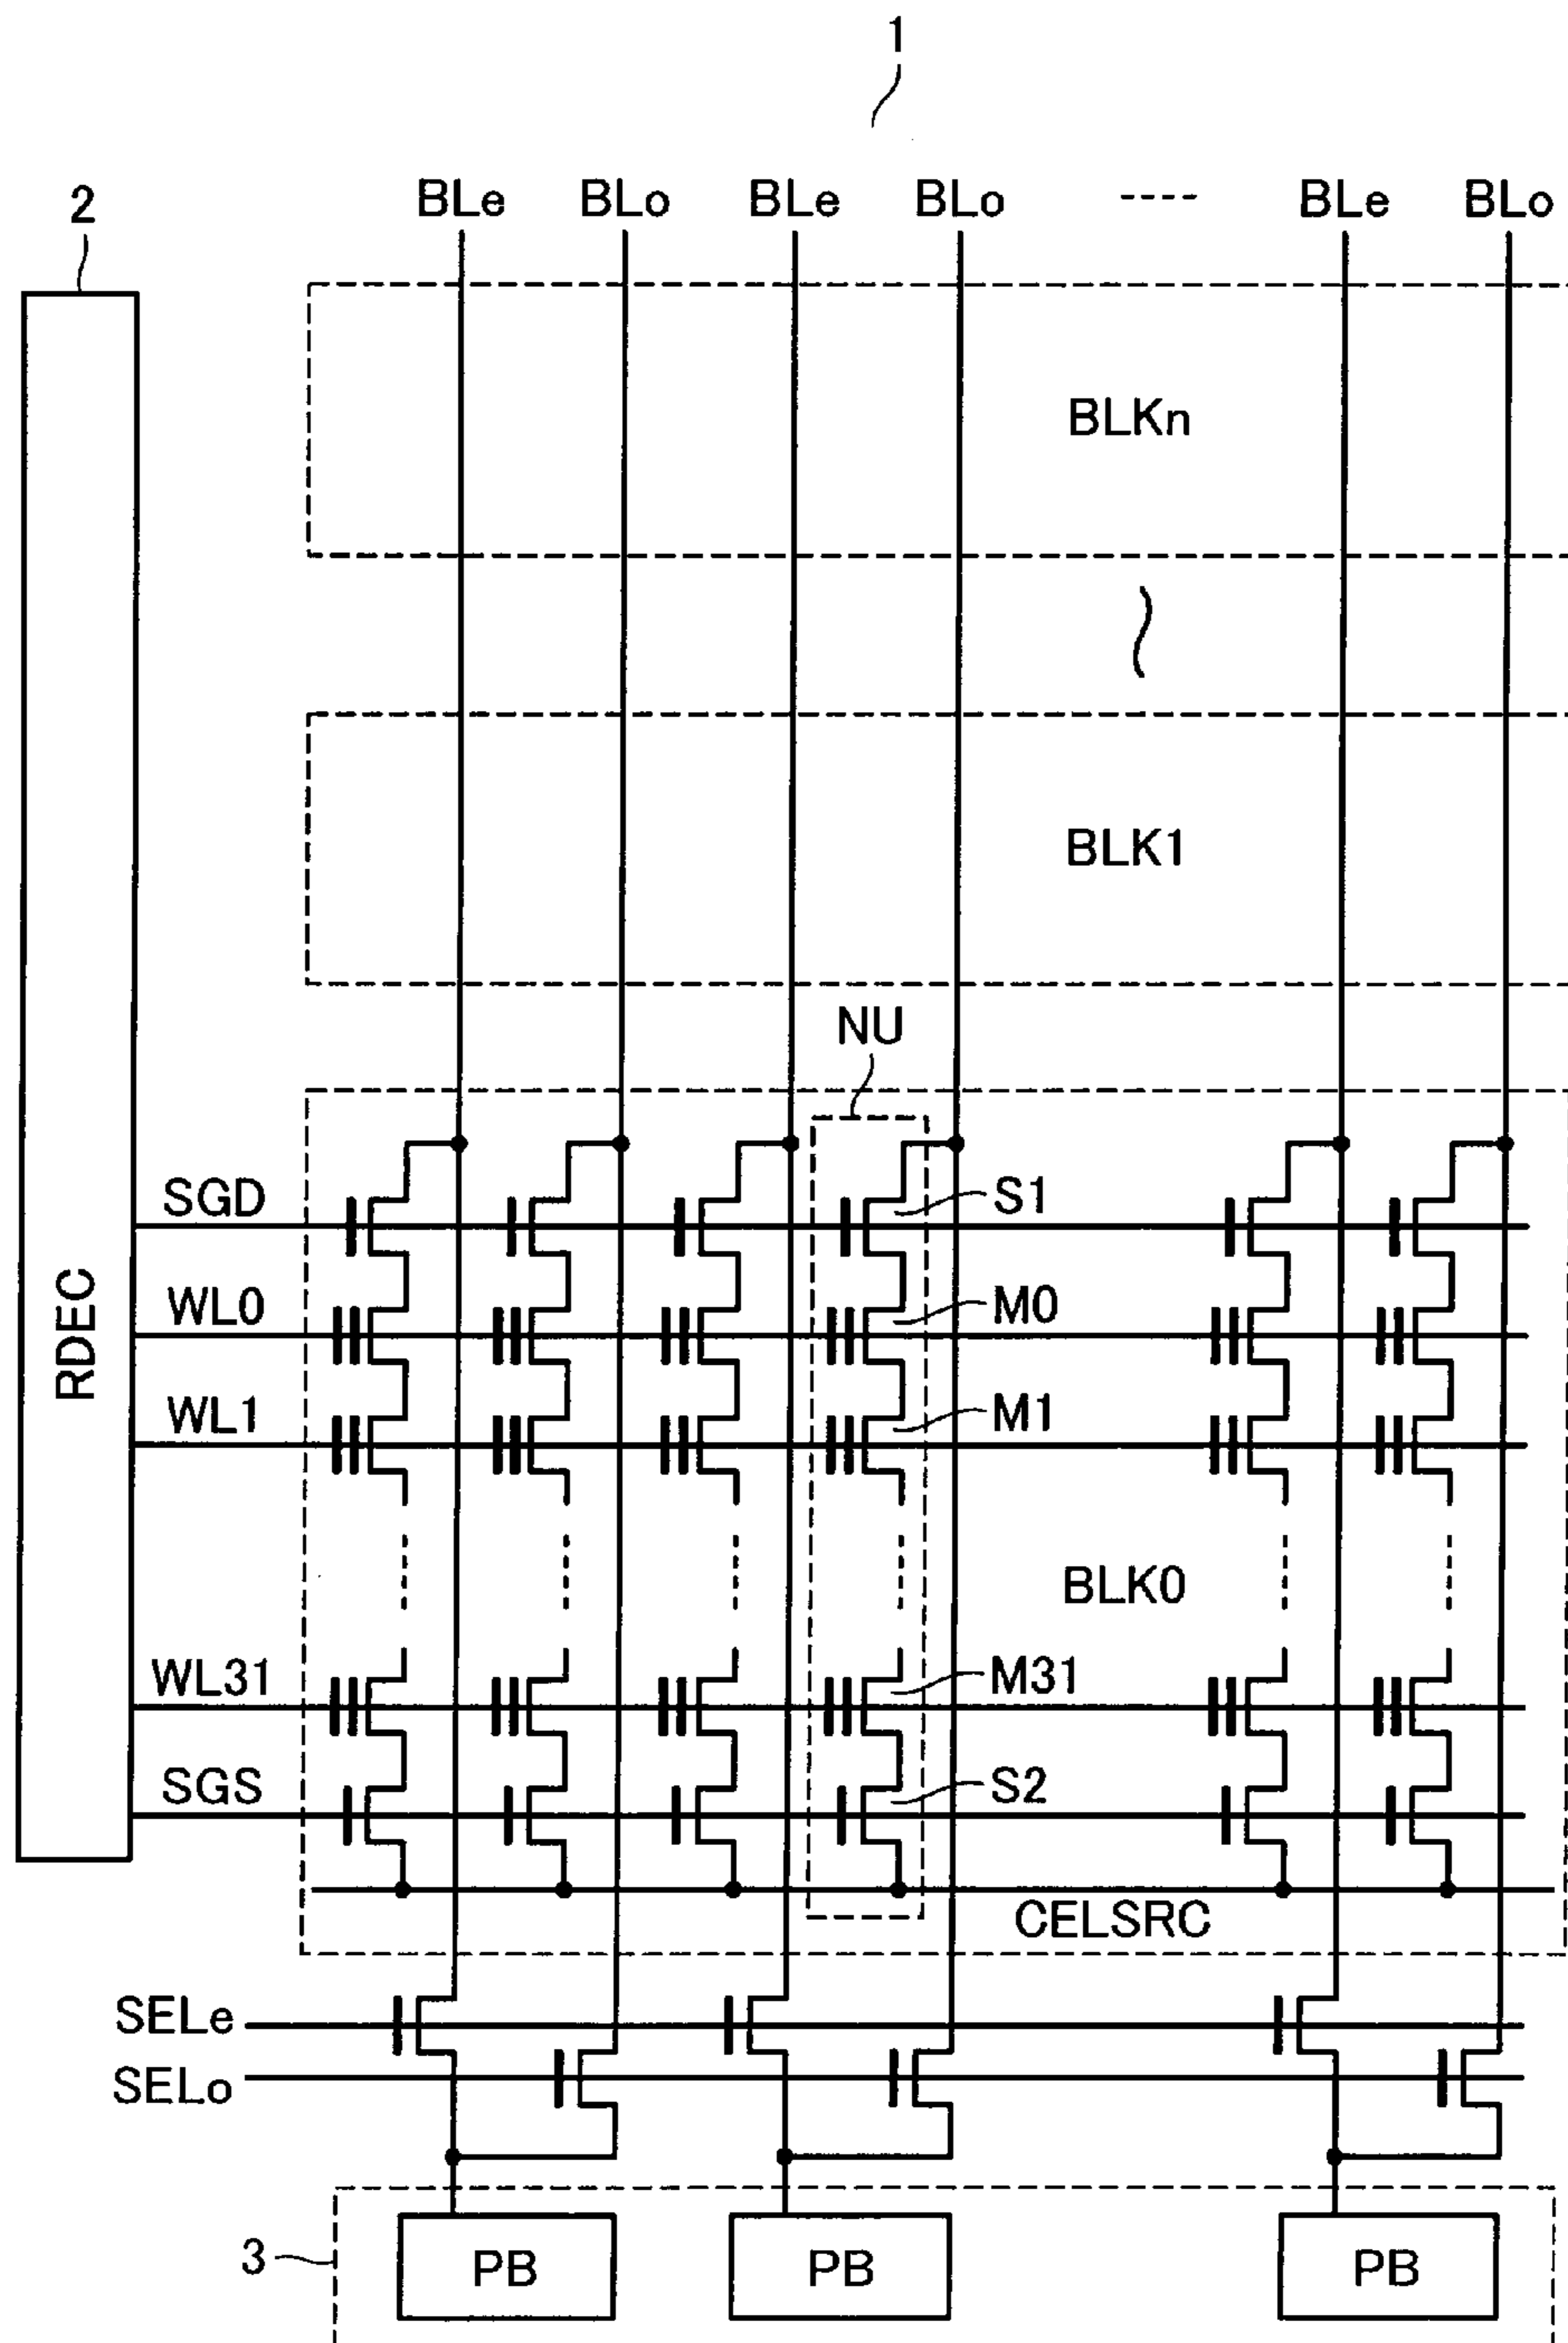 1
2
BLe BLo BLe BLo ---- BLe BLo
BLKn
BLK1
NU
SGD S1
RDEC
WL0 M0
WL1 M1
BLK0
WL31 M31
SGS S2
CELSRC
SELe
SELo
3 PB PB PB